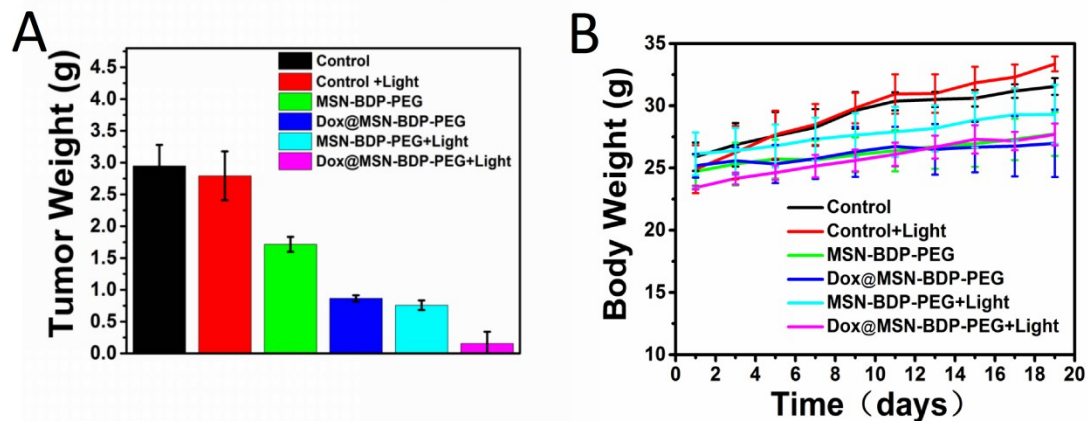 A
Tumor Weight (g)
4.5
4.0
3.5
3.0
2.5
2.0
1.5
1.0
0.5
0.0
Control
Control +Light
MSN-BDP-PEG
Dox@MSN-BDP-PEG
MSN-BDP-PEG+Light
Dox@MSN-BDP-PEG+Light
B
Body Weight (g)
35
30
25
20
15
10
Control
Control+Light
MSN-BDP-PEG
Dox@MSN-BDP-PEG
MSN-BDP-PEG+Light
Dox@MSN-BDP-PEG+Light
0 2 4 6 8 10 12 14 16 18 20
Time（days）